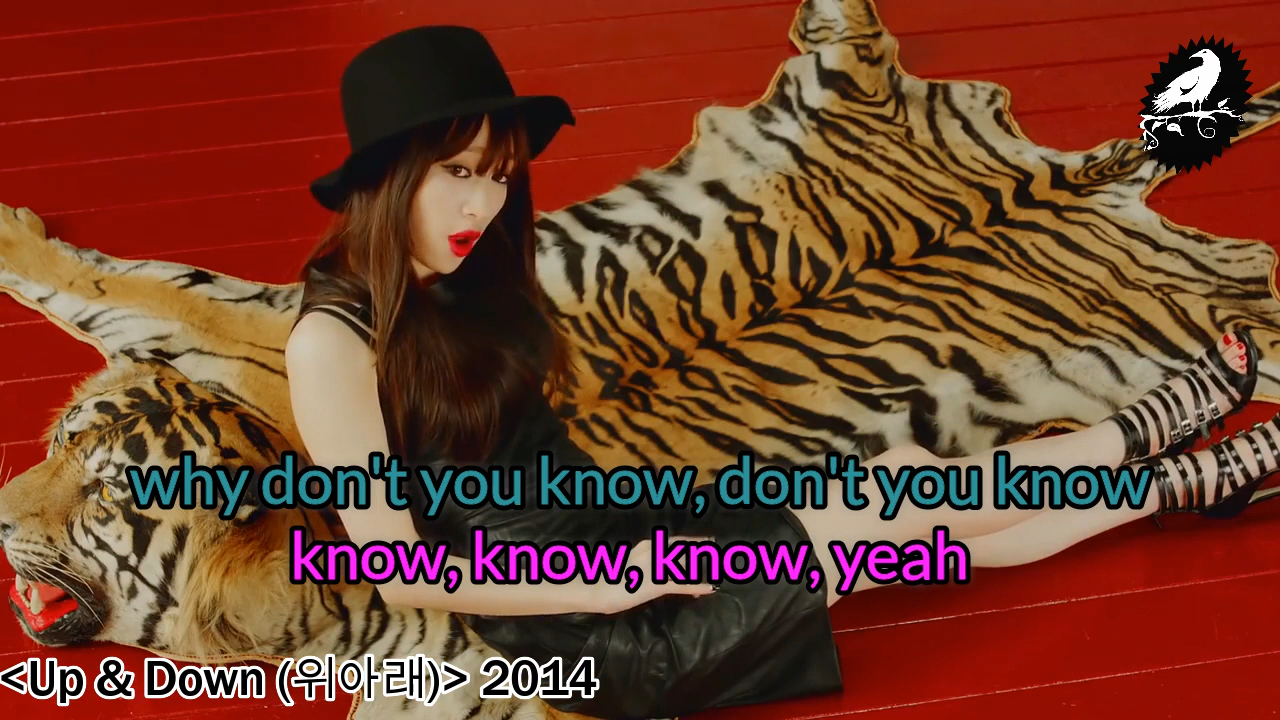 why don't you know, don't you know
know, know, know, yeah
<Up & Down (위아래)> 2014